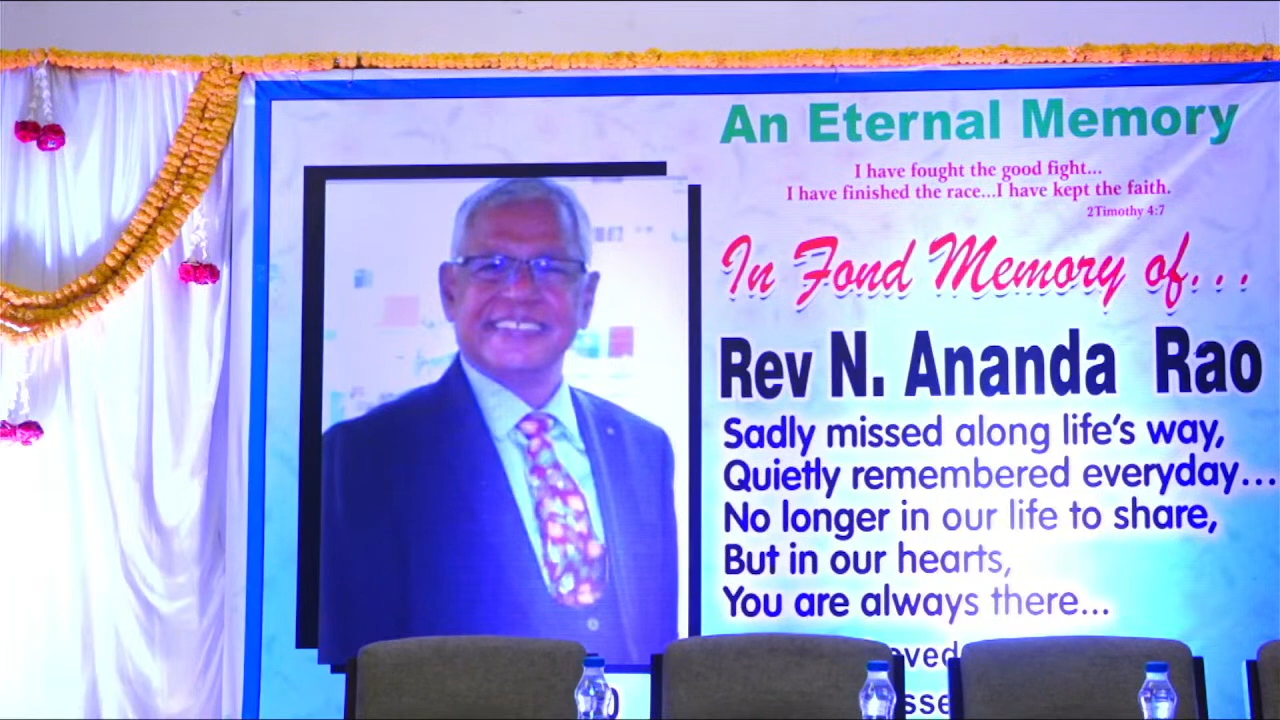 An Eternal Memory
I have fought the good fight...
I have finished the race...I have kept the faith.
2Timothy 4:7
In Fond Memory of...
Rev N. Ananda Rao
Sadly missed along life's way,
Quietly remembered everyday...
No longer in our life to share,
But in our hearts,
You are always there...